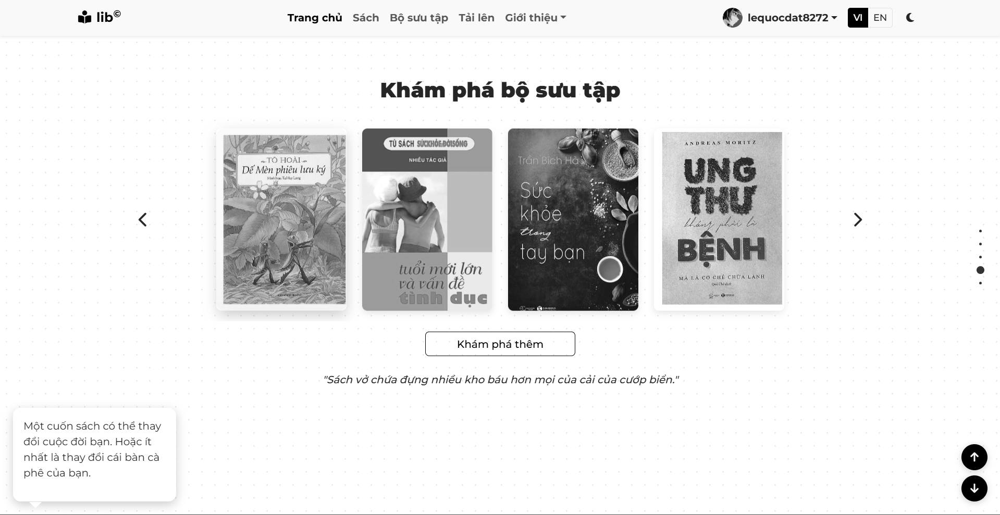 lib©
Trang chủ
Sách
Bộ sưu tập
Tải lên
Giới thiệu
lequocdat8272
VI
EN
Khám phá bộ sưu tập
TÔ HOÀI
Dế Mèn phiêu lưu ký
Minh họa: Tạ Huy Long
TỦ SÁCH SỨC KHỎE ĐỜI SỐNG
NHIỀU TÁC GIẢ
tuổi mới lớn
và vấn đề
tình dục
Trần Bích Hà
Sức
khỏe
trong
tay bạn
ANDREAS MORITZ
UNG
THƯ
không phải là
BỆNH
MÀ LÀ CƠ CHẾ CHỮA LÀNH
Khám phá thêm
"Sách vở chứa đựng nhiều kho báu hơn mọi của cải của cướp biển."
Một cuốn sách có thể thay
đổi cuộc đời bạn. Hoặc ít
nhất là thay đổi cái bàn cà
phê của bạn.